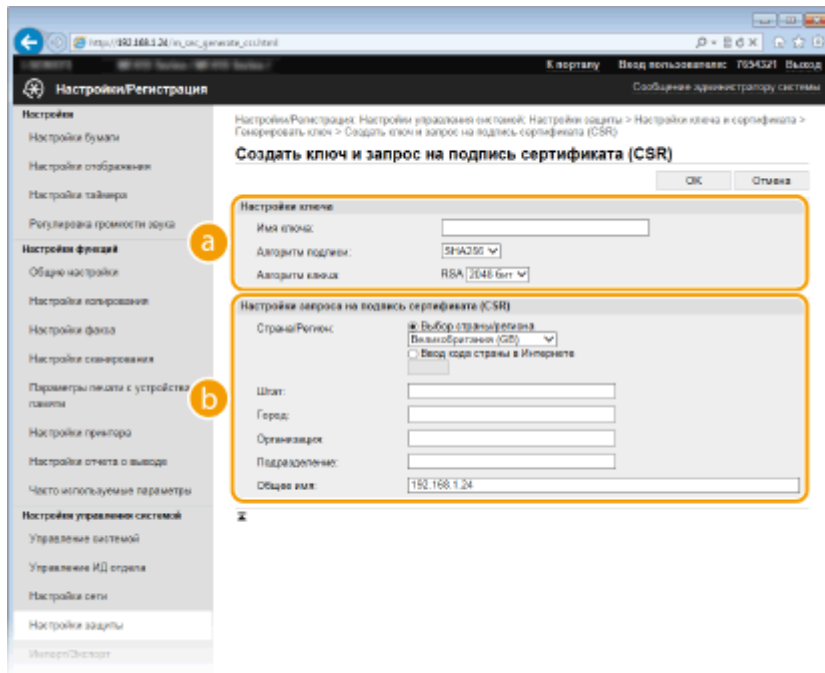 http://192.168.1.24/m_sec_generate_csr.html
К порталу Вход пользователя: 7654321 Выход
Настройки/Регистрация
Сообщение администратору системы
Настройки
Настройки бумаги
Настройки отображения
Настройки таймера
Регулировка громкости звука
Настройки функций
Общие настройки
Настройки копирования
Настройки факса
Настройки сканирования
Параметры печати с устройства
памяти
Настройки принтера
Настройки отчета о выводе
Часто используемые параметры
Настройки управления системой
Управление системой
Управление ИД отдела
Настройки сети
Настройки защиты
Импорт/Экспорт
Настройки/Регистрация: Настройки управления системой: Настройки защиты > Настройки ключа и сертификата >
Генерировать ключ > Создать ключ и запрос на подпись сертификата (CSR)
Создать ключ и запрос на подпись сертификата (CSR)
OK Отмена
a
Настройки ключа
Имя ключа:
Алгоритм подписи: SHA256
Алгоритм ключа: RSA 2048 бит
b
Настройки запроса на подпись сертификата (CSR)
Страна/Регион: Выбор страны/региона
Великобритания (GB)
Ввод кода страны в Интернете
Штат:
Город:
Организация:
Подразделение:
Общее имя: 192.168.1.24